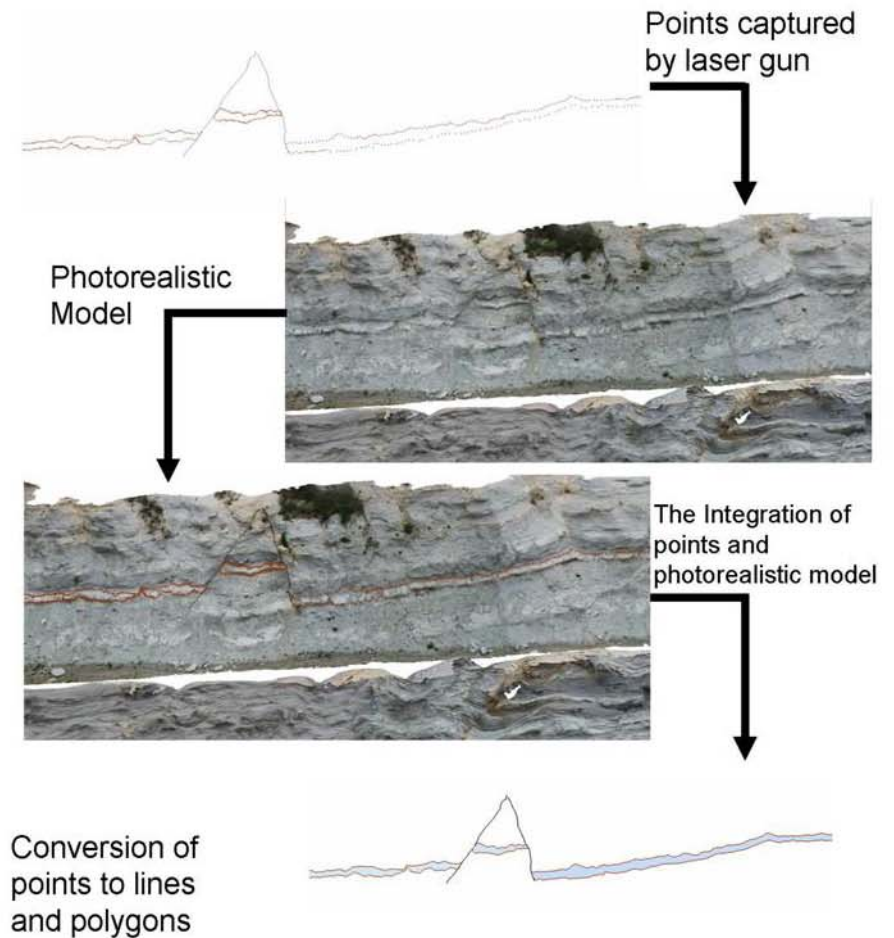 Points captured
by laser gun
Photorealistic
Model
The Integration of
points and
photorealistic model
Conversion of
points to lines
and polygons